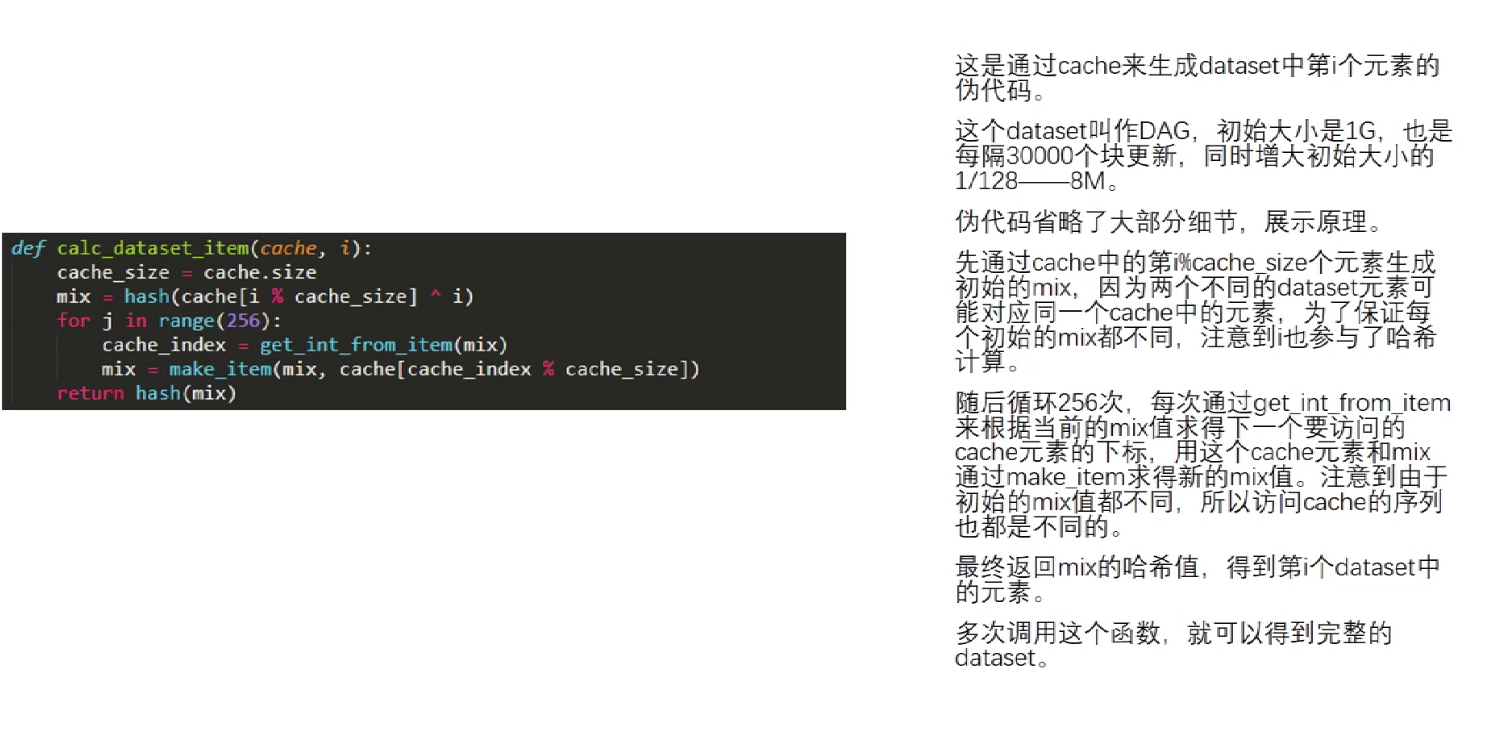 def calc_dataset_item(cache, i):
    cache_size = cache.size
    mix = hash(cache[i % cache_size] ^ i)
    for j in range(256):
        cache_index = get_int_from_item(mix)
        mix = make_item(mix, cache[cache_index % cache_size])
    return hash(mix)
这是通过cache来生成dataset中第i个元素的
伪代码。
这个dataset叫作DAG，初始大小是1G，也是
每隔30000个块更新，同时增大初始大小的
1/128——8M。
伪代码省略了大部分细节，展示原理。
先通过cache中的第i%cache_size个元素生成
初始的mix，因为两个不同的dataset元素可
能对应同一个cache中的元素，为了保证每
个初始的mix都不同，注意到i也参与了哈希
计算。
随后循环256次，每次通过get_int_from_item
来根据当前的mix值求得下一个要访问的
cache元素的下标，用这个cache元素和mix
通过make_item求得新的mix值。注意到由于
初始的mix值都不同，所以访问cache的序列
也都是不同的。
最终返回mix的哈希值，得到第i个dataset中
的元素。
多次调用这个函数，就可以得到完整的
dataset。